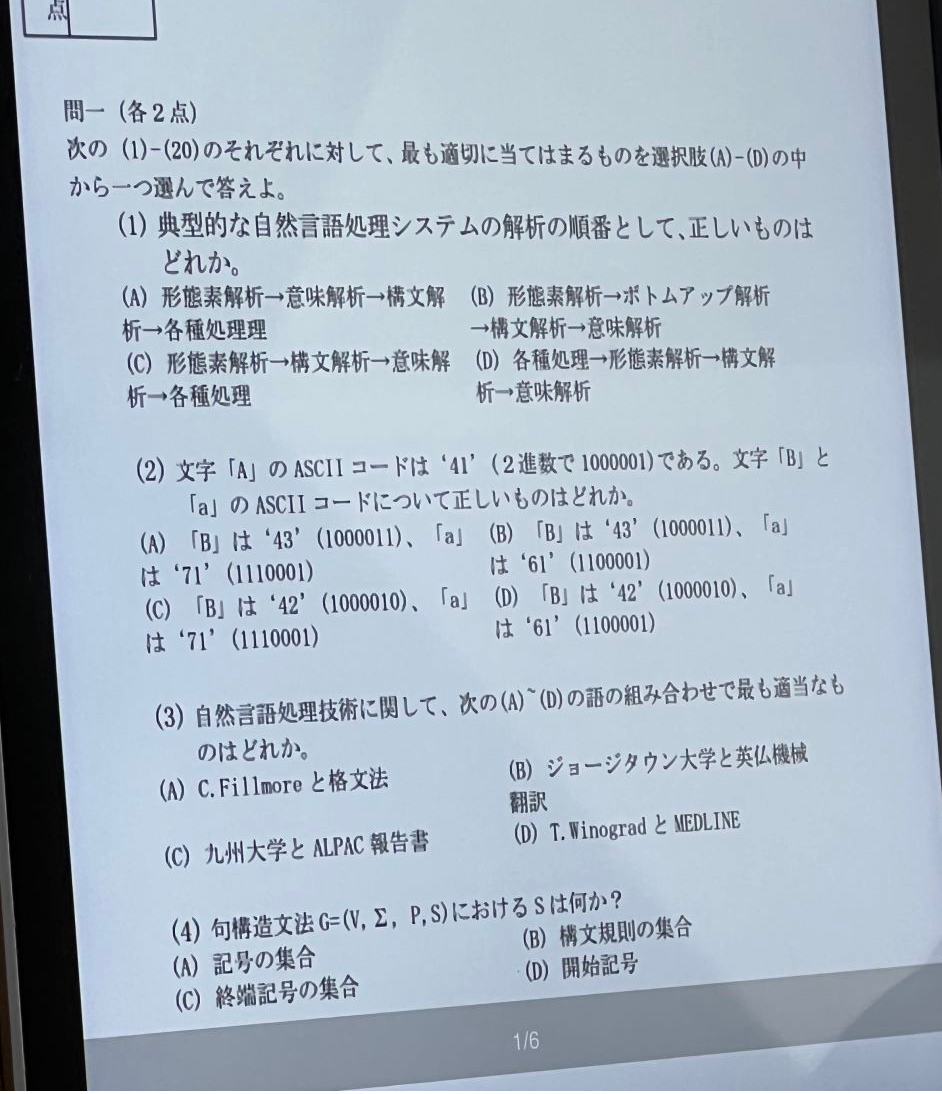 点
問一（各２点）
次の (1)-(20)のそれぞれに対して、最も適切に当てはまるものを選択肢(A)-(D)の中
から一つ選んで答えよ。
(1) 典型的な自然言語処理システムの解析の順番として、正しいものは
どれか。
(A) 形態素解析→意味解析→構文解 (B) 形態素解析→ボトムアップ解析
析→各種処理理 →構文解析→意味解析
(C) 形態素解析→構文解析→意味解 (D) 各種処理→形態素解析→構文解
析→各種処理 析→意味解析
(2) 文字「A」の ASCII コードは ‘41’（２進数で 1000001)である。文字「B」と
「a」の ASCII コードについて正しいものはどれか。
(A) 「B」は ‘43’ (1000011)、「a」 (B) 「B」は ‘43’ (1000011)、「a」
は ‘71’ (1110001) は ‘61’ (1100001)
(C) 「B」は ‘42’ (1000010)、「a」 (D) 「B」は ‘42’ (1000010)、「a」
は ‘71’ (1110001) は ‘61’ (1100001)
(3) 自然言語処理技術に関して、次の(A)~(D)の語の組み合わせで最も適当なも
のはどれか。
(A) C.Fillmore と格文法 (B) ジョージタウン大学と英仏機械
翻訳
(C) 九州大学と ALPAC 報告書 (D) T.Winograd と MEDLINE
(4) 句構造文法 G=(V, Σ, P,S)における S は何か？
(A) 記号の集合 (B) 構文規則の集合
(C) 終端記号の集合 (D) 開始記号
1/6